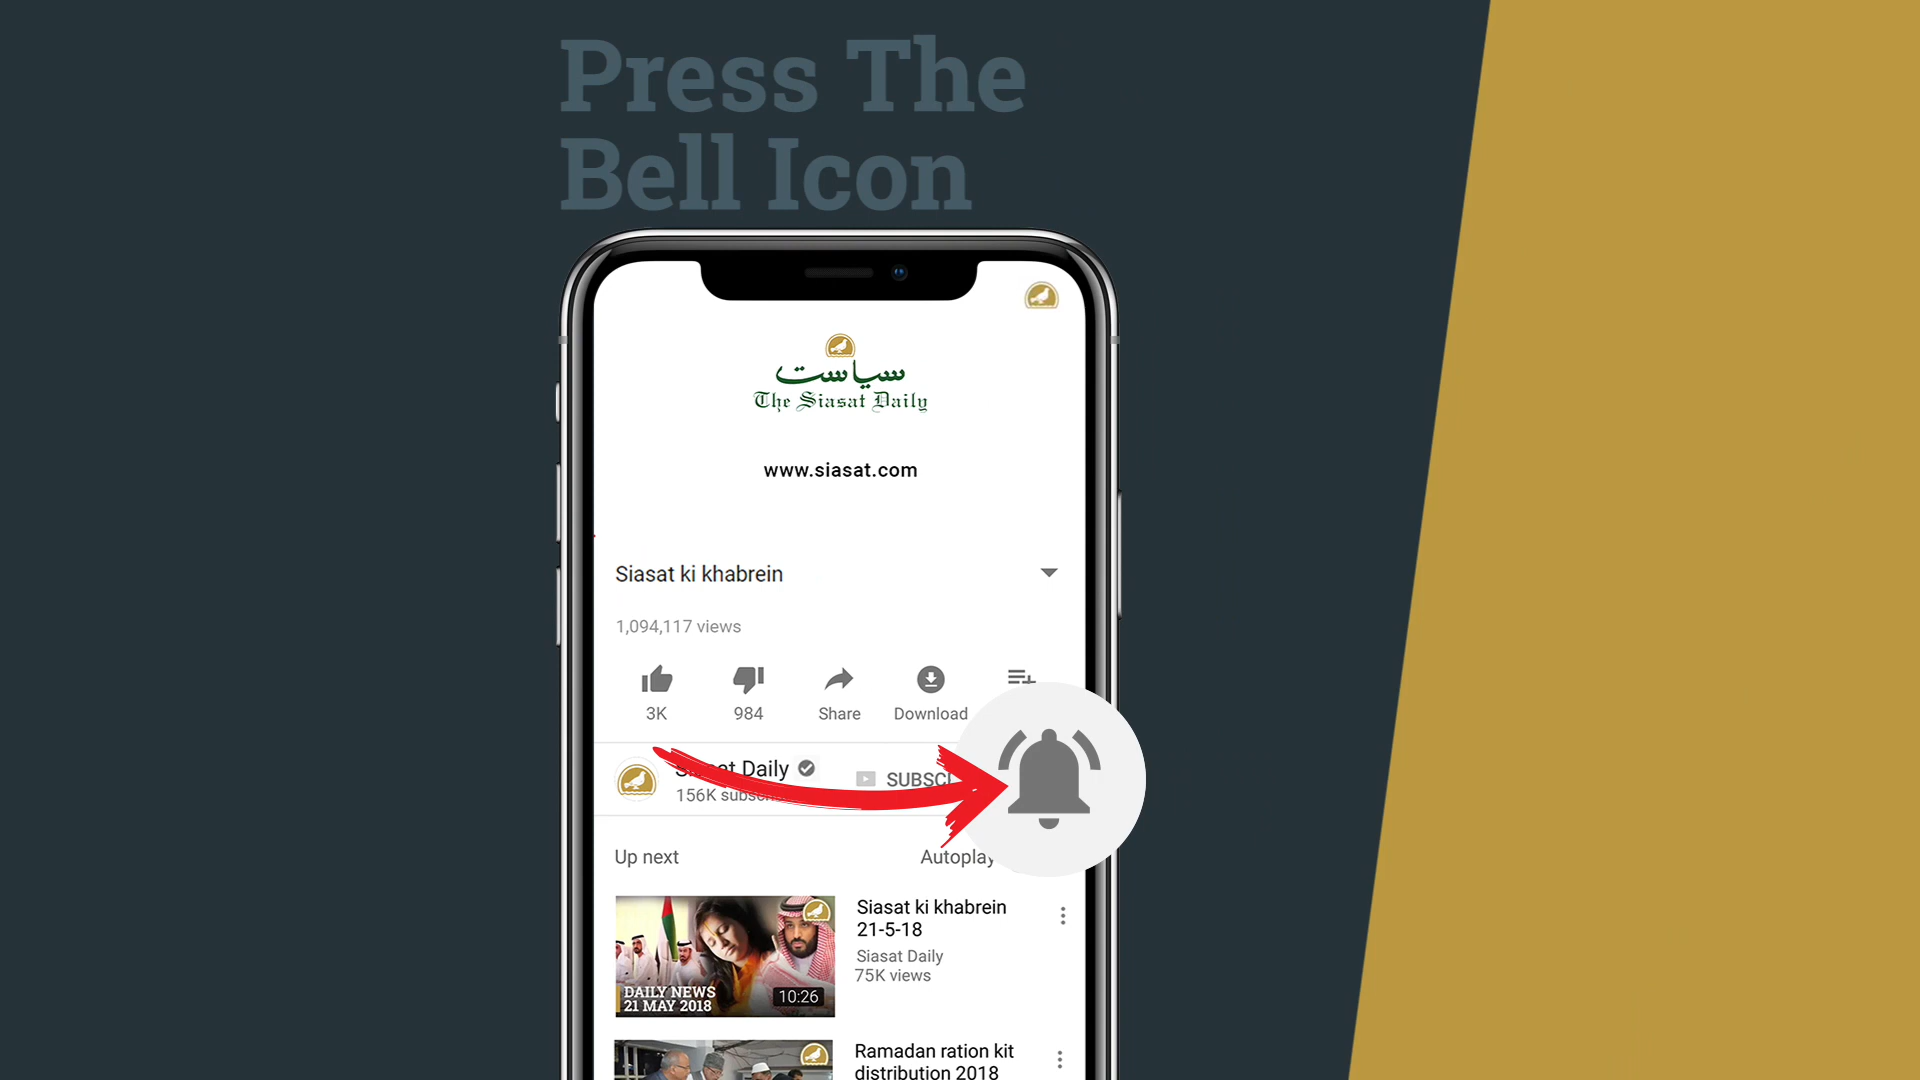 Press The
Bell Icon
سیاست
The Siasat Daily
www.siasat.com
Siasat ki khabrein
1,094,117 views
3K
984
Share
Download
Daily
SUBSC
156K
Up next
Autoplay
DAILY NEWS
21 MAY 2018
10:26
Siasat ki khabrein
21-5-18
Siasat Daily
75K views
Ramadan ration kit
distribution 2018